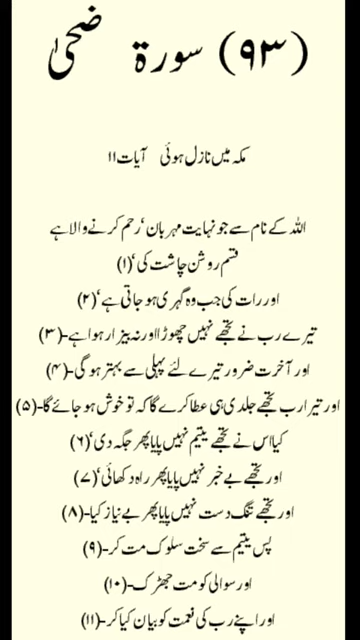 (۹۳) سورۃ ضحیٰ
مکہ میں نازل ہوئی آیات ۱۱
اللہ کے نام سے جو نہایت مہربان‘ رحم کرنے والا ہے
قسم روشن چاشت کی‘ (۱)
اور رات کی جب وہ گہری ہو جاتی ہے‘ (۲)
تیرے رب نے تجھے نہیں چھوڑا اور نہ بیزار ہوا ہے- (۳)
اور آخرت ضرور تیرے لئے پہلی سے بہتر ہو گی- (۴)
اور تیرا رب تجھے جلدی ہی عطا کرے گا کہ تو خوش ہو جائے گا- (۵)
کیا اس نے تجھے یتیم نہیں پایا پھر جگہ دی‘ (۶)
اور تجھے بے خبر نہیں پایا پھر راہ دکھائی‘ (۷)
اور تجھے تنگ دست نہیں پایا پھر بے نیاز کیا- (۸)
پس یتیم سے سخت سلوک مت کر- (۹)
اور سوالی کو مت جھڑک- (۱۰)
اور اپنے رب کی نعمت کو بیان کیا کر- (۱۱)